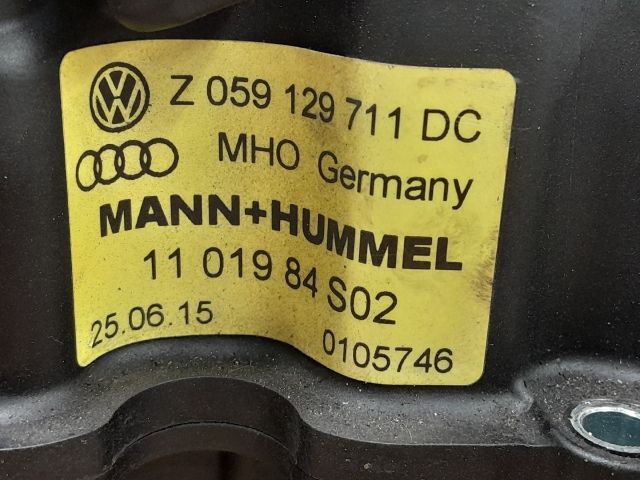 Z 059 129 711 DC
MHO Germany
MANN+HUMMEL
11 019 84 S02
25.06.15 0105746